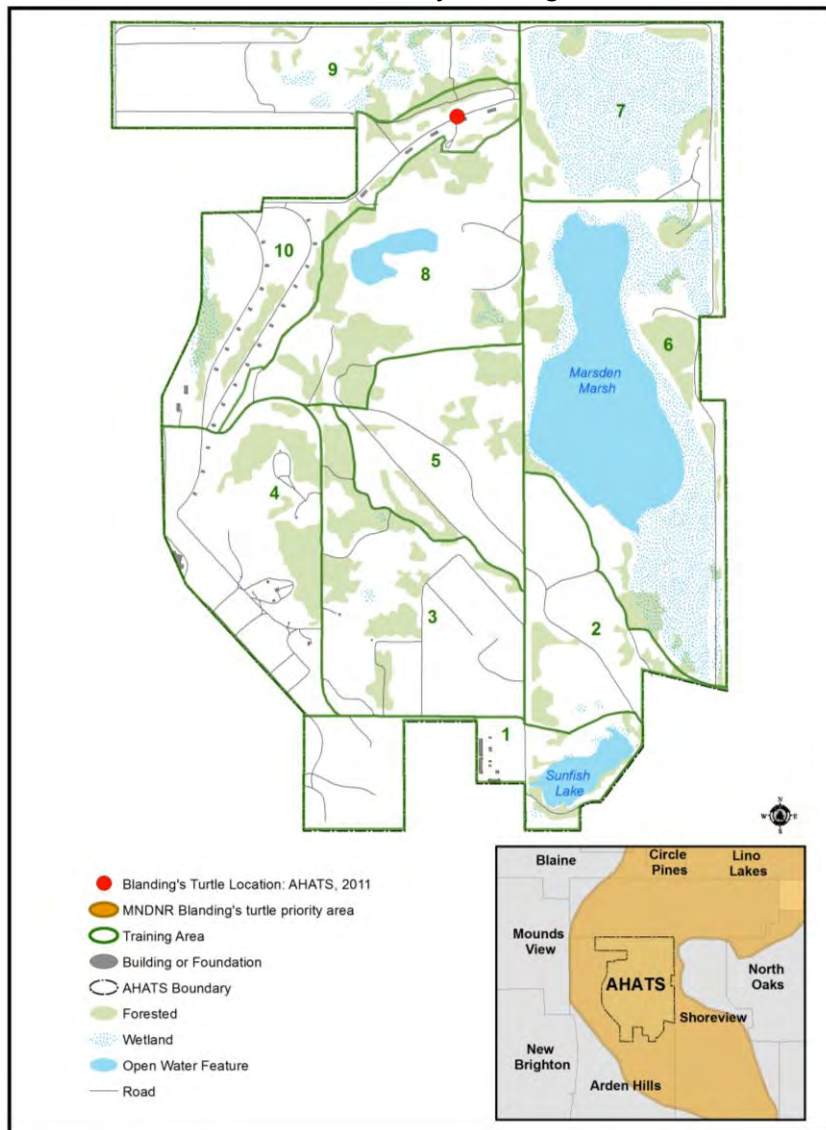 9
7
10
8
6
Marsden
Marsh
5
4
3
2
1
Sunfish
Lake
N
W
E
S
Blanding's Turtle Location: AHATS, 2011
MNDNR Blanding's turtle priority area
Training Area
Building or Foundation
AHATS Boundary
Forested
Wetland
Open Water Feature
Road
Blaine
Circle
Pines
Lino
Lakes
Mounds
View
North
Oaks
AHATS
Shoreview
New
Brighton
Arden Hills